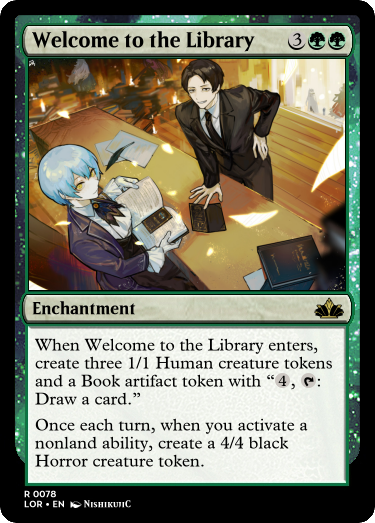 Welcome to the Library 3
Enchantment
When Welcome to the Library enters,
create three 1/1 Human creature tokens
and a Book artifact token with “4, :
Draw a card.”
Once each turn, when you activate a
nonland ability, create a 4/4 black
Horror creature token.
R 0078
LOR • EN NishikujiC